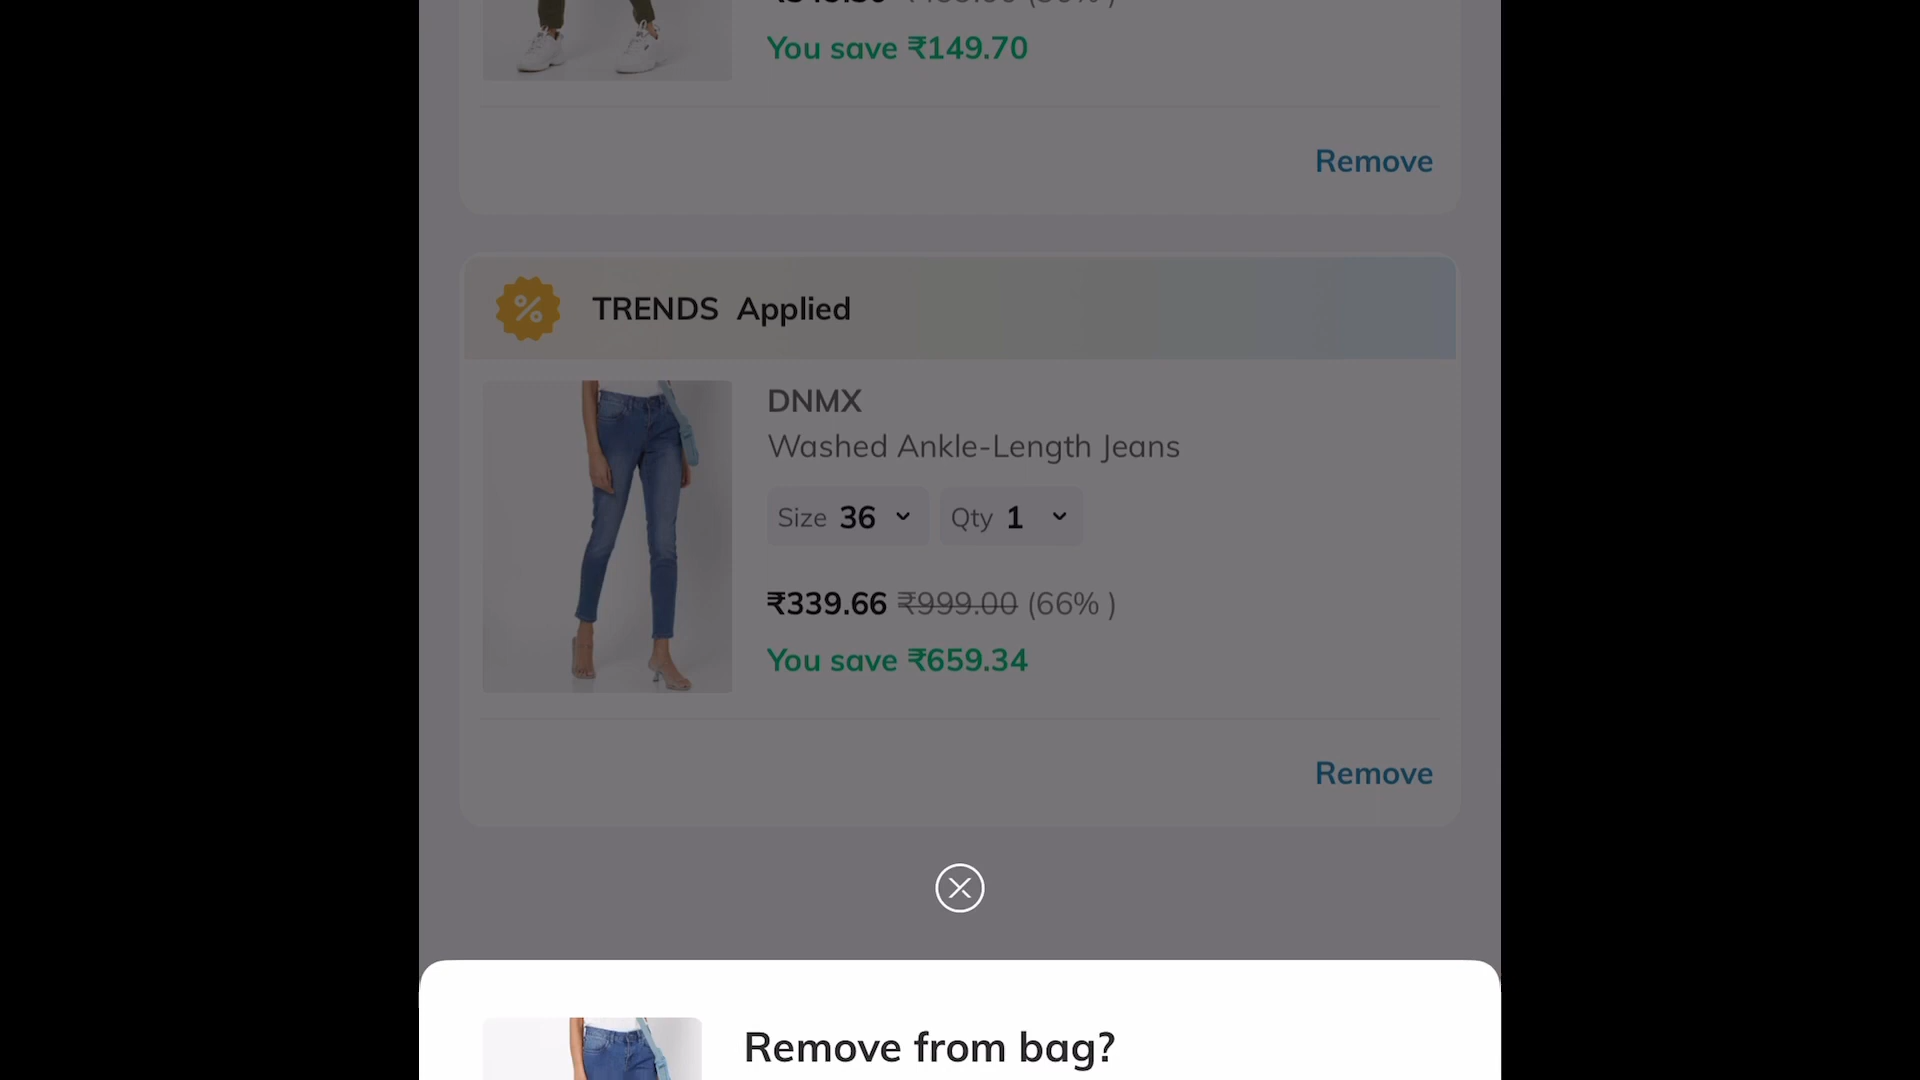 You save ₹149.70
Remove
TRENDS Applied
DNMX
Washed Ankle-Length Jeans
Size 36 Qty 1
₹339.66 ₹999.00 (66% )
You save ₹659.34
Remove
Remove from bag?